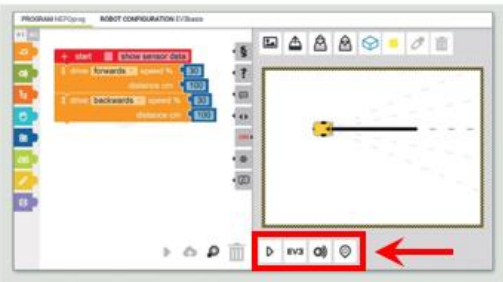 PROGRAM NEPOprog ROBOT CONFIGURATION EV3basis
+ start show sensor data
drive forwards speed % 30
distance cm 100
drive backwards speed % 30
distance cm 100
EV3